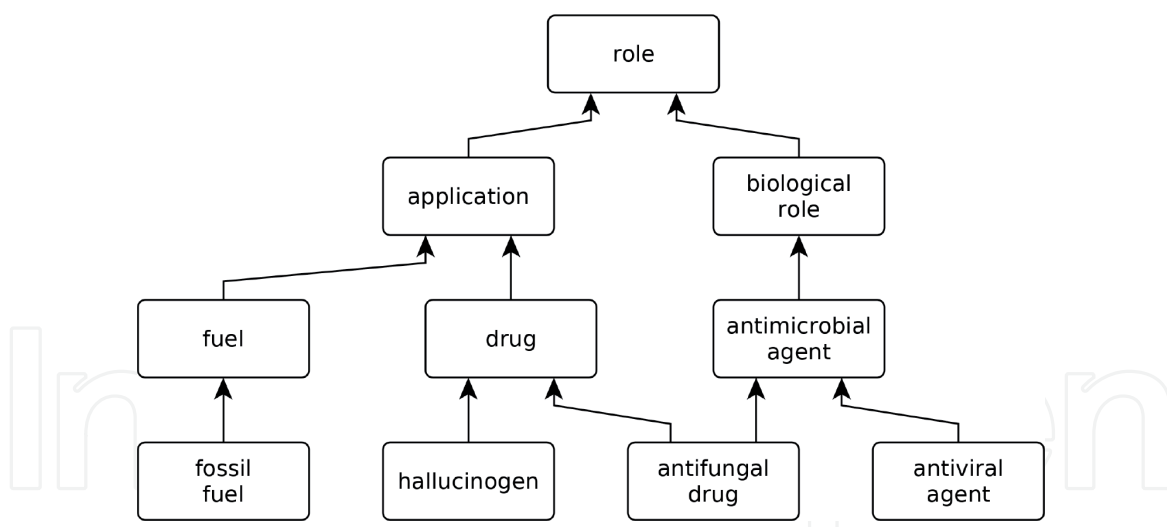 role
application
biological
role
fuel
drug
antimicrobial
agent
fossil
fuel
hallucinogen
antifungal
drug
antiviral
agent